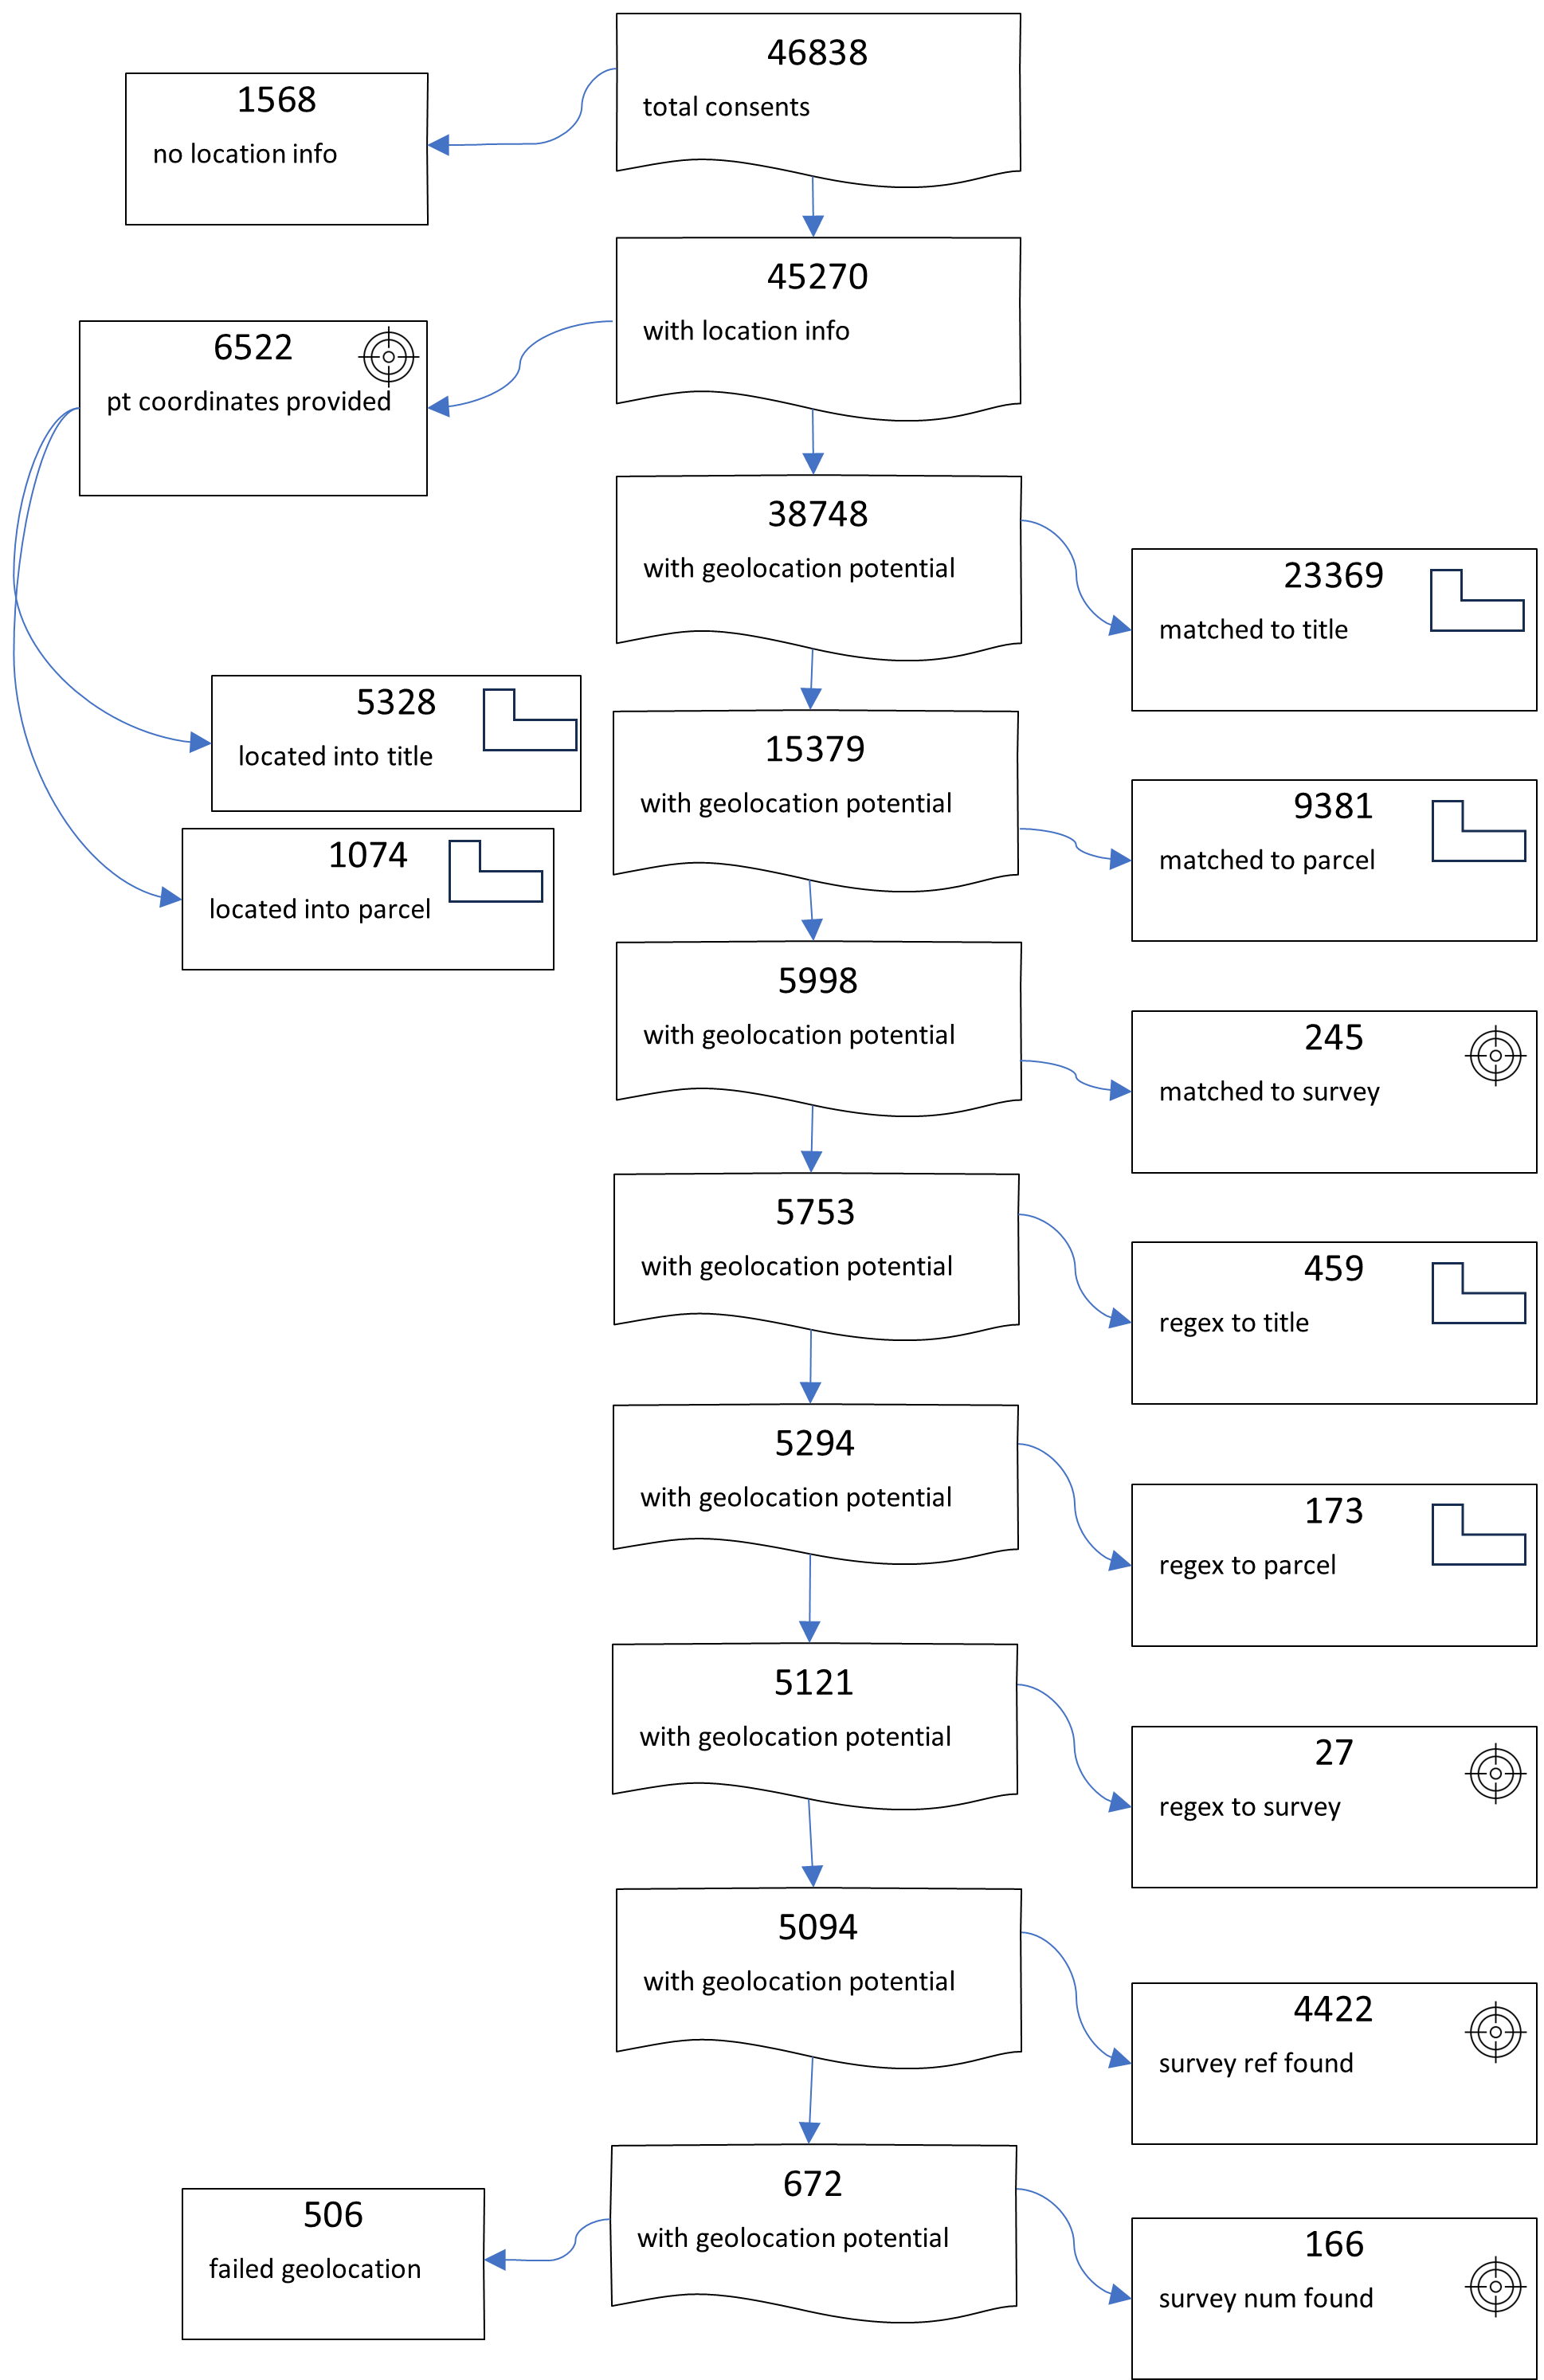 46838
total consents
1568
no location info
45270
with location info
6522
pt coordinates provided
38748
with geolocation potential
23369
matched to title
5328
located into title
15379
with geolocation potential
9381
matched to parcel
1074
located into parcel
5998
with geolocation potential
245
matched to survey
5753
with geolocation potential
459
regex to title
5294
with geolocation potential
173
regex to parcel
5121
with geolocation potential
27
regex to survey
5094
with geolocation potential
4422
survey ref found
672
with geolocation potential
506
failed geolocation
166
survey num found